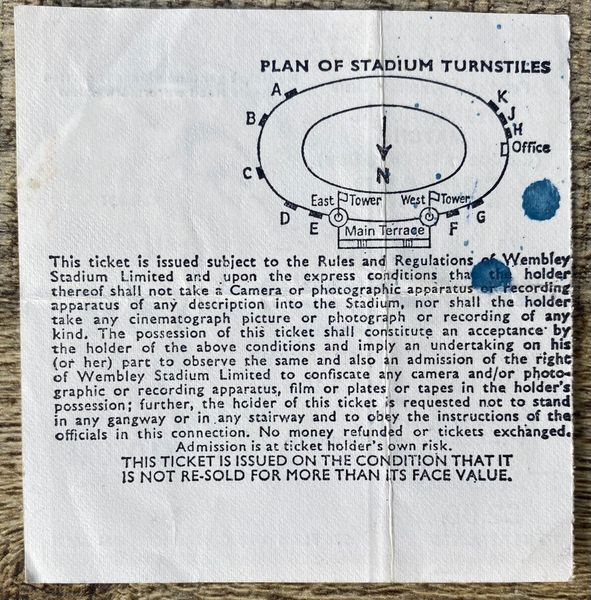 PLAN OF STADIUM TURNSTILES
A
K
B
J
H
Office
C
N
East Tower
West Tower
D
E
Main Terrace
F
G
This ticket is issued subject to the Rules and Regulations of Wembley
Stadium Limited and upon the express conditions that the holder
thereof shall not take a Camera or photographic apparatus or recording
apparatus of any description into the Stadium, nor shall the holder
take any cinematograph picture or photograph or recording of any
kind. The possession of this ticket shall constitute an acceptance by
the holder of the above conditions and imply an undertaking on his
(or her) part to observe the same and also an admission of the right
of Wembley Stadium Limited to confiscate any camera and/or photo-
graphic or recording apparatus, film or plates or tapes in the holder's
possession; further, the holder of this ticket is requested not to stand
in any gangway or in any stairway and to obey the instructions of the
officials in this connection. No money refunded or tickets exchanged.
Admission is at ticket holder's own risk.
THIS TICKET IS ISSUED ON THE CONDITION THAT IT
IS NOT RE-SOLD FOR MORE THAN ITS FACE VALUE.